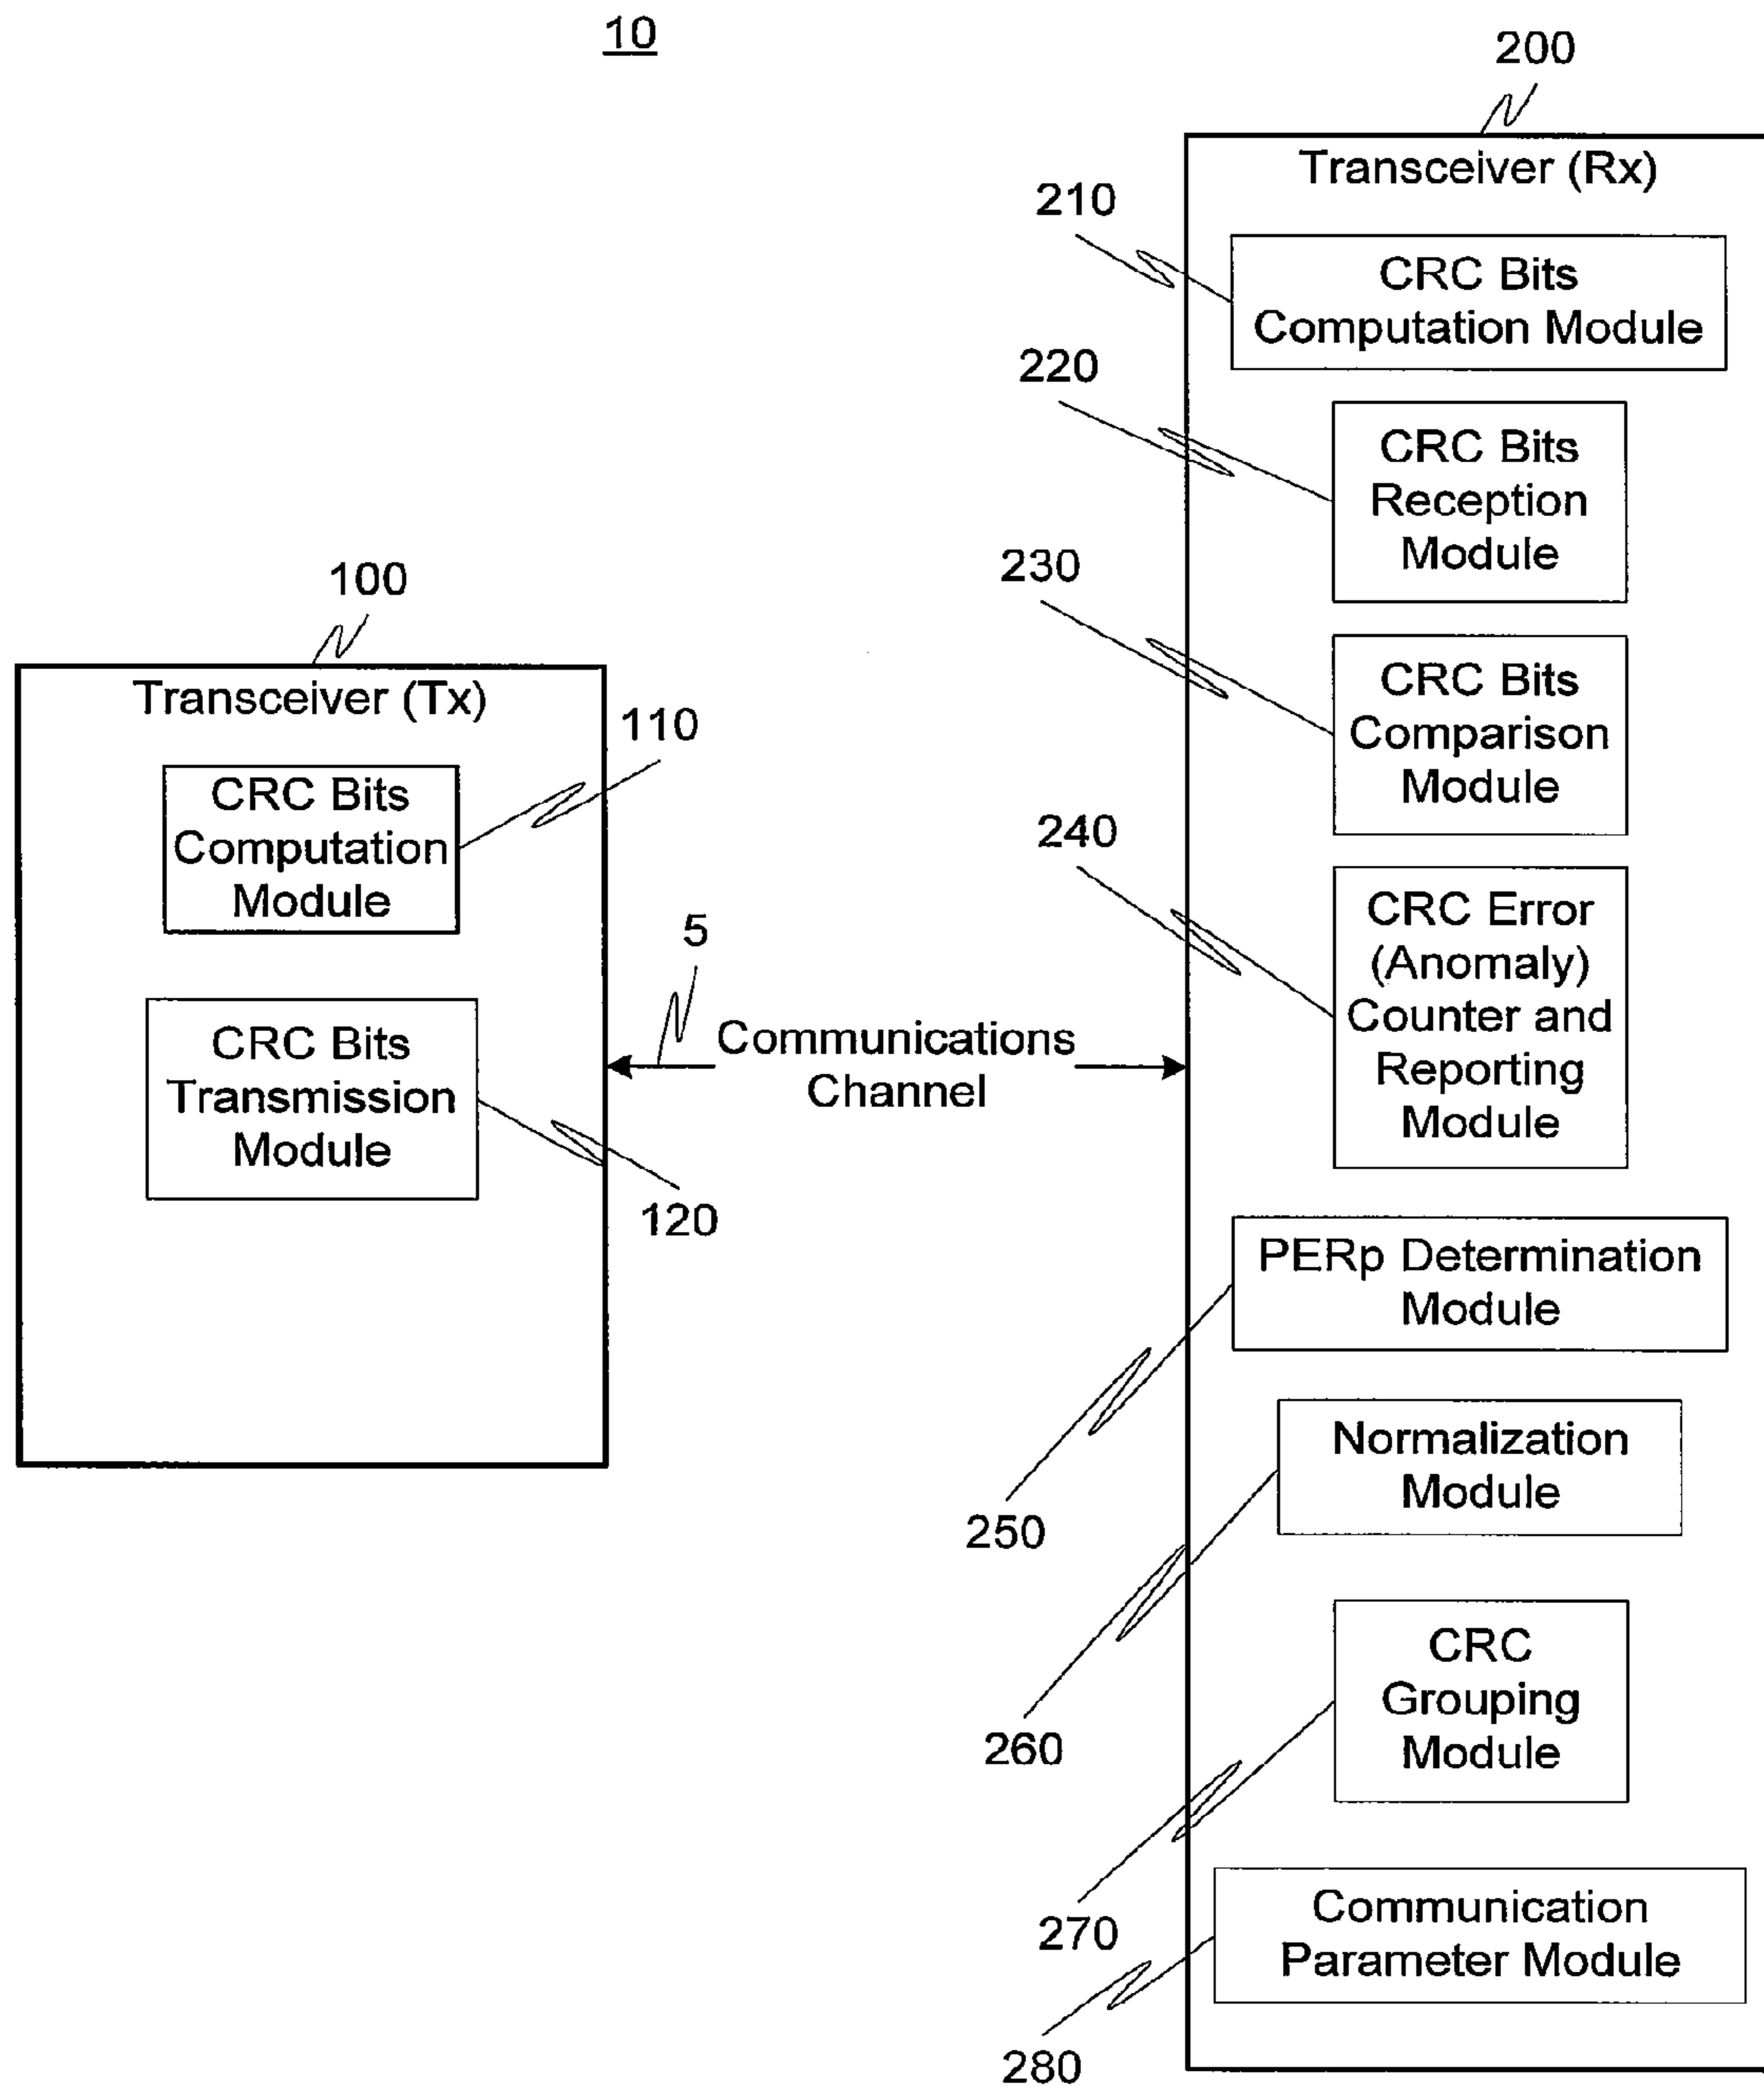 10
200
Transceiver (Rx)
210
CRC Bits
Computation Module
220
CRC Bits
Reception
Module
230
CRC Bits
Comparison
Module
240
CRC Error
(Anomaly)
Counter and
Reporting
Module
100
Transceiver (Tx)
110
CRC Bits
Computation
Module
5
Communications
Channel
CRC Bits
Transmission
Module
120
PERp Determination
Module
250
Normalization
Module
260
CRC
Grouping
Module
270
Communication
Parameter Module
280